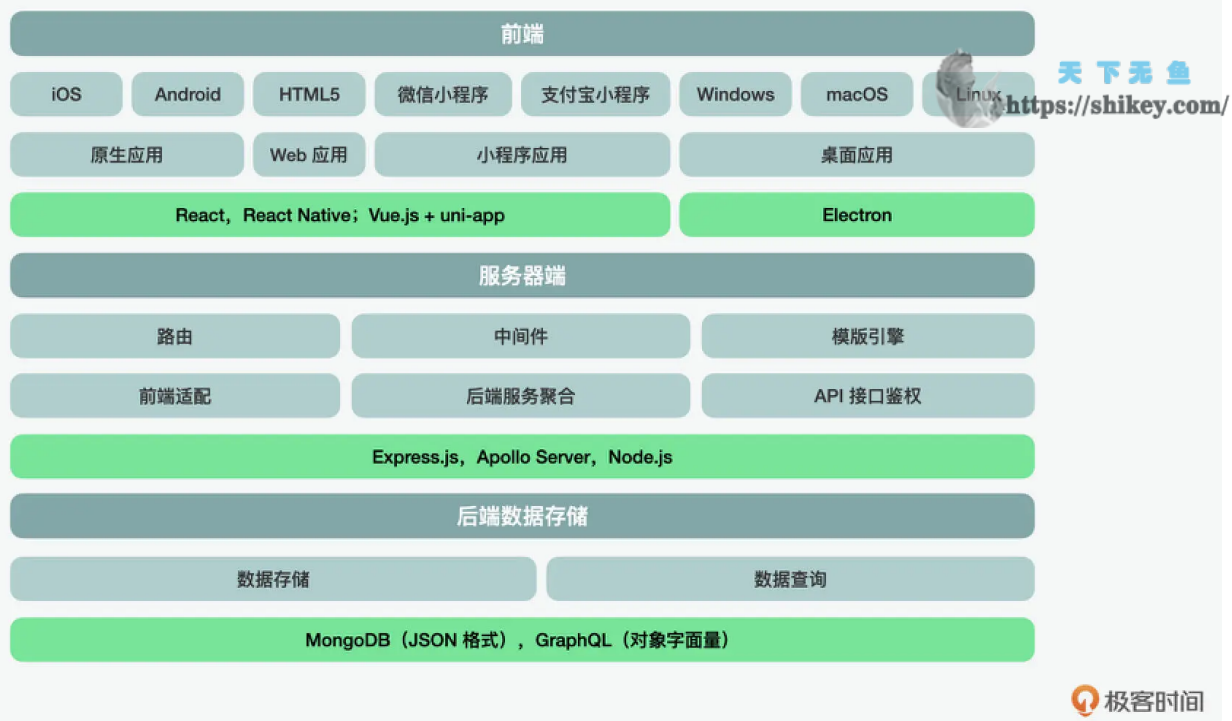 前端
天下无鱼
iOS Android HTML5 微信小程序 支付宝小程序 Windows macOS Linux
https://shikey.com/
原生应用 Web 应用 小程序应用 桌面应用
React，React Native；Vue.js + uni-app Electron
服务器端
路由 中间件 模版引擎
前端适配 后端服务聚合 API 接口鉴权
Express.js，Apollo Server，Node.js
后端数据存储
数据存储 数据查询
MongoDB（JSON 格式），GraphQL（对象字面量）
极客时间